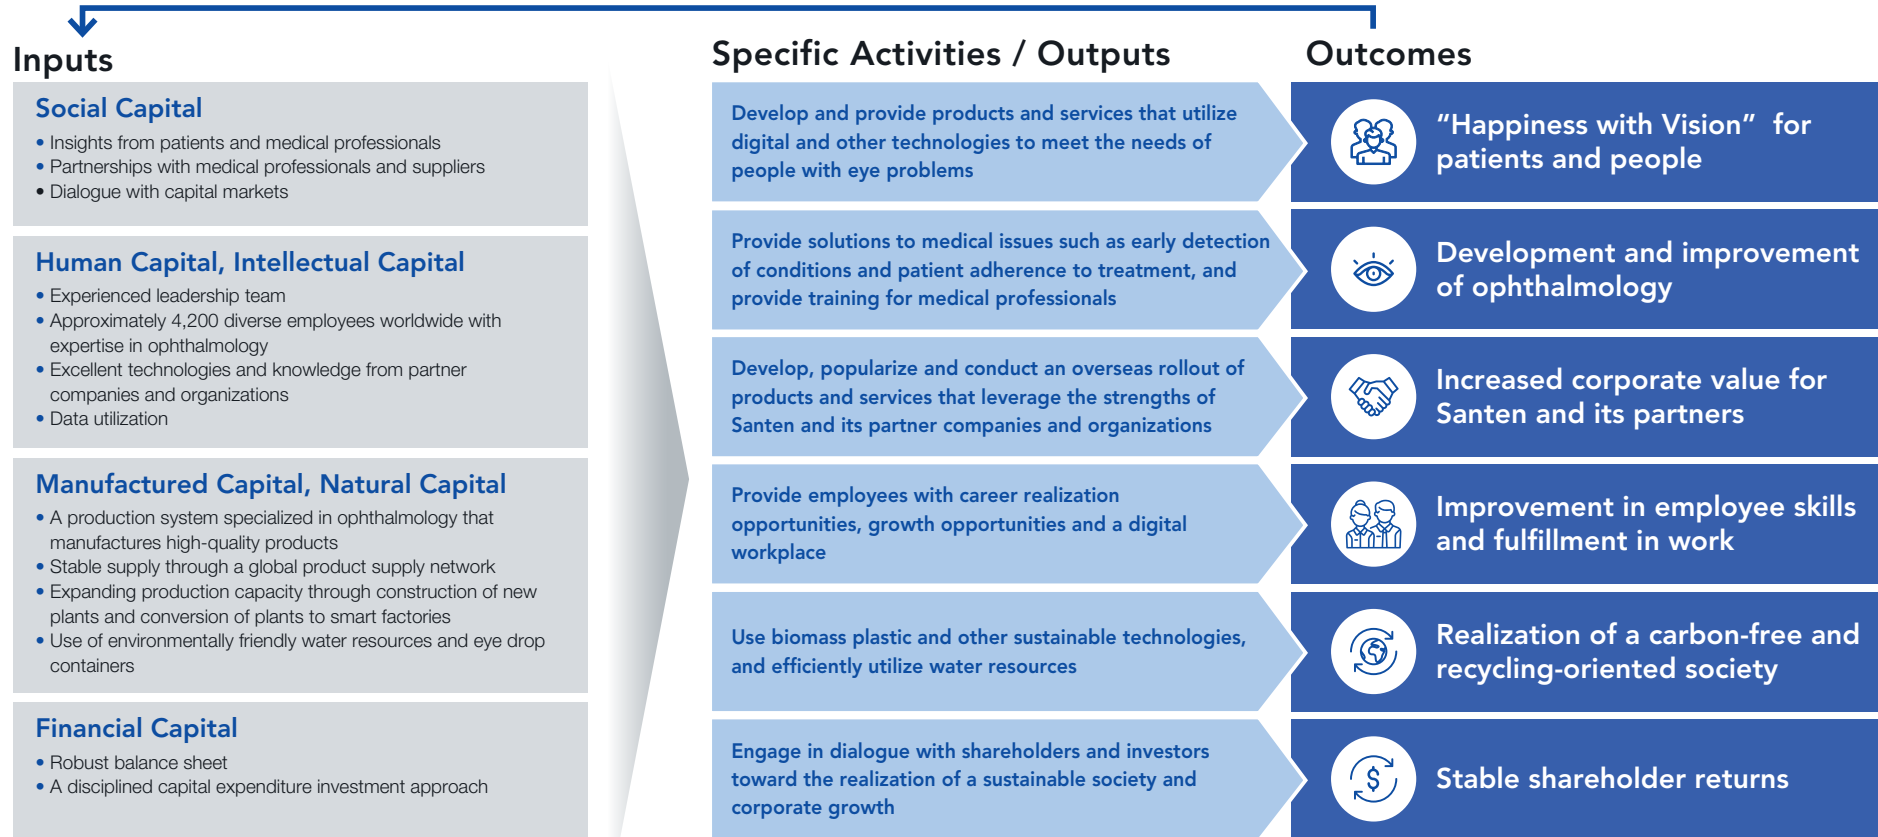 Inputs
Social Capital
• Insights from patients and medical professionals
• Partnerships with medical professionals and suppliers
• Dialogue with capital markets
Human Capital, Intellectual Capital
• Experienced leadership team
• Approximately 4,200 diverse employees worldwide with
expertise in ophthalmology
• Excellent technologies and knowledge from partner
companies and organizations
• Data utilization
Manufactured Capital, Natural Capital
• A production system specialized in ophthalmology that
manufactures high-quality products
• Stable supply through a global product supply network
• Expanding production capacity through construction of new
plants and conversion of plants to smart factories
• Use of environmentally friendly water resources and eye drop
containers
Financial Capital
• Robust balance sheet
• A disciplined capital expenditure investment approach
Specific Activities / Outputs
Develop and provide products and services that utilize
digital and other technologies to meet the needs of
people with eye problems
Provide solutions to medical issues such as early detection
of conditions and patient adherence to treatment, and
provide training for medical professionals
Develop, popularize and conduct an overseas rollout of
products and services that leverage the strengths of
Santen and its partner companies and organizations
Provide employees with career realization
opportunities, growth opportunities and a digital
workplace
Use biomass plastic and other sustainable technologies,
and efficiently utilize water resources
Engage in dialogue with shareholders and investors
toward the realization of a sustainable society and
corporate growth
Outcomes
“Happiness with Vision” for
patients and people
Development and improvement
of ophthalmology
Increased corporate value for
Santen and its partners
Improvement in employee skills
and fulfillment in work
Realization of a carbon-free and
recycling-oriented society
$
Stable shareholder returns